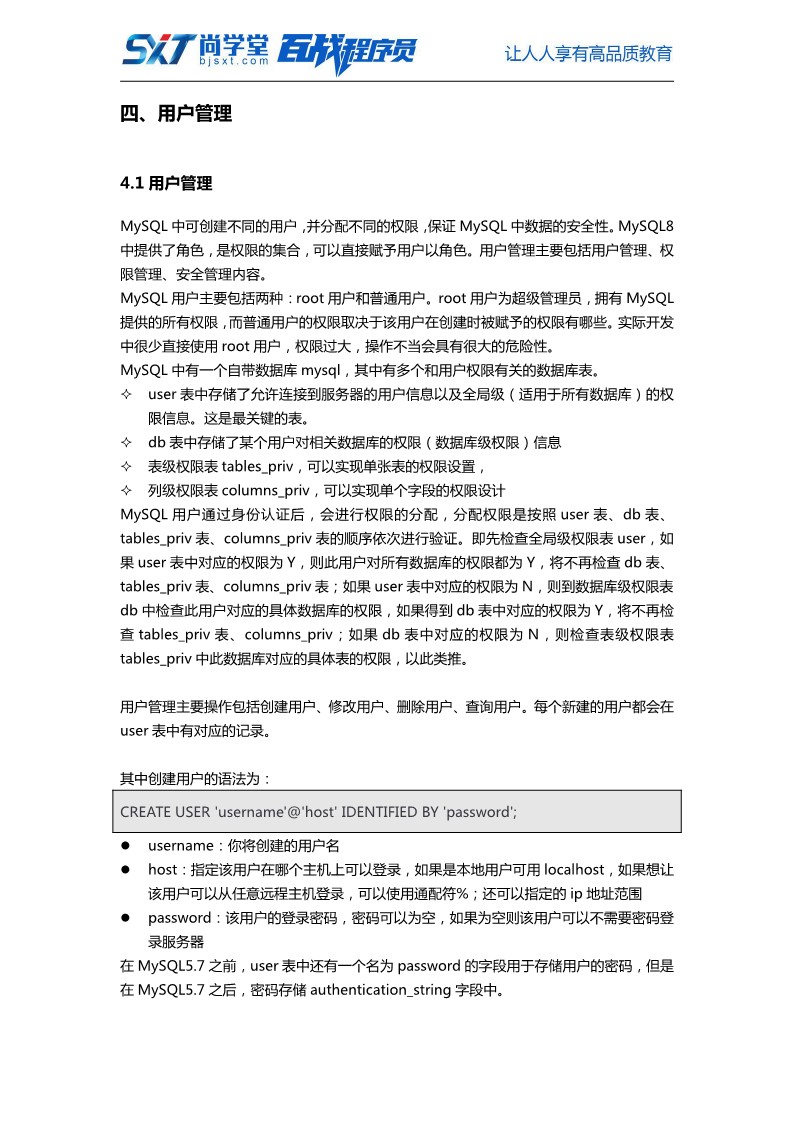 SXT 尚学堂 百战程序员 让人人享有高品质教育
bjsxt.com
四、用户管理
4.1 用户管理
MySQL 中可创建不同的用户，并分配不同的权限，保证 MySQL 中数据的安全性。MySQL8
中提供了角色，是权限的集合，可以直接赋予用户以角色。用户管理主要包括用户管理、权
限管理、安全管理内容。
MySQL 用户主要包括两种：root 用户和普通用户。root 用户为超级管理员，拥有 MySQL
提供的所有权限，而普通用户的权限取决于该用户在创建时被赋予的权限有哪些。实际开发
中很少直接使用 root 用户，权限过大，操作不当会具有很大的危险性。
MySQL 中有一个自带数据库 mysql，其中有多个和用户权限有关的数据库表。
✧ user 表中存储了允许连接到服务器的用户信息以及全局级（适用于所有数据库）的权
限信息。这是最关键的表。
✧ db 表中存储了某个用户对相关数据库的权限（数据库级权限）信息
✧ 表级权限表 tables_priv，可以实现单张表的权限设置，
✧ 列级权限表 columns_priv，可以实现单个字段的权限设计
MySQL 用户通过身份认证后，会进行权限的分配，分配权限是按照 user 表、db 表、
tables_priv 表、columns_priv 表的顺序依次进行验证。即先检查全局级权限表 user，如
果 user 表中对应的权限为 Y，则此用户对所有数据库的权限都为 Y，将不再检查 db 表、
tables_priv 表、columns_priv 表；如果 user 表中对应的权限为 N，则到数据库级权限表
db 中检查此用户对应的具体数据库的权限，如果得到 db 表中对应的权限为 Y，将不再检
查 tables_priv 表、columns_priv；如果 db 表中对应的权限为 N，则检查表级权限表
tables_priv 中此数据库对应的具体表的权限，以此类推。
用户管理主要操作包括创建用户、修改用户、删除用户、查询用户。每个新建的用户都会在
user 表中有对应的记录。
其中创建用户的语法为：
CREATE USER 'username'@'host' IDENTIFIED BY 'password';
● username：你将创建的用户名
● host：指定该用户在哪个主机上可以登录，如果是本地用户可用 localhost，如果想让
该用户可以从任意远程主机登录，可以使用通配符%；还可以指定的 ip 地址范围
● password：该用户的登录密码，密码可以为空，如果为空则该用户可以不需要密码登
录服务器
在 MySQL5.7 之前，user 表中还有一个名为 password 的字段用于存储用户的密码，但是
在 MySQL5.7 之后，密码存储 authentication_string 字段中。